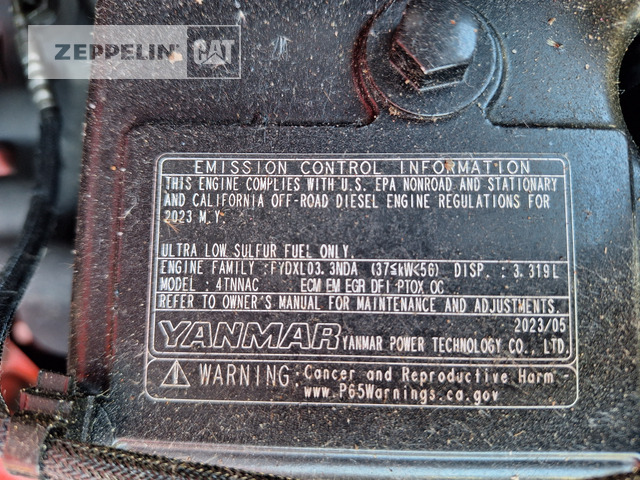 ZEPPELIN CAT
EMISSION CONTROL INFORMATION
THIS ENGINE COMPLIES WITH U.S. EPA NONROAD AND STATIONARY
AND CALIFORNIA OFF-ROAD DIESEL ENGINE REGULATIONS FOR
2023 M.Y.
ULTRA LOW SULFUR FUEL ONLY.
ENGINE FAMILY :PYDXL03.3NDA (37≤kW<56) DISP. : 3.319L
MODEL : 4TNNAC ECM EM EGR DFI PTOX OC
REFER TO OWNER'S MANUAL FOR MAINTENANCE AND ADJUSTMENTS.
2023/05
YANMAR YANMAR POWER TECHNOLOGY CO., LTD.
WARNING: Cancer and Reproductive Harm -
www.P65Warnings.ca.gov